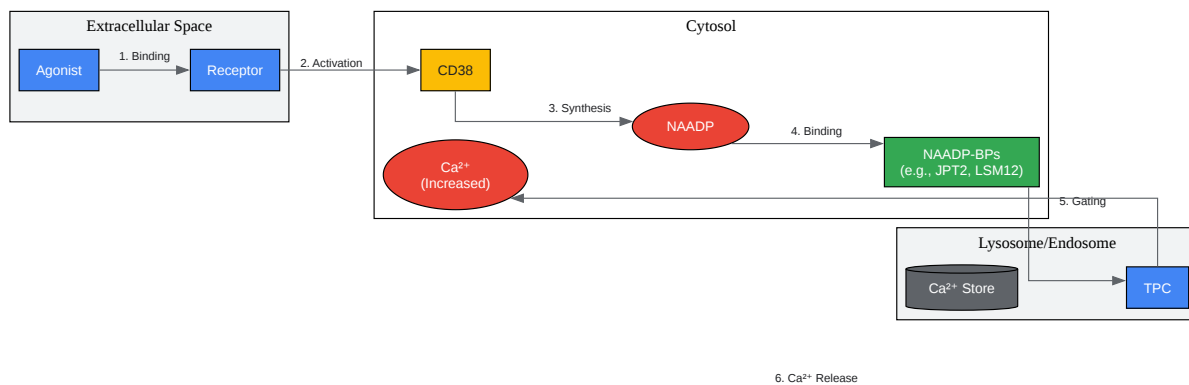 Extracellular Space
Agonist
1. Binding
Receptor
2. Activation
Cytosol
CD38
3. Synthesis
NAADP
4. Binding
NAADP-BPs
(e.g., JPT2, LSM12)
Ca²⁺
(Increased)
5. Gating
Lysosome/Endosome
Ca²⁺ Store
TPC
6. Ca²⁺ Release